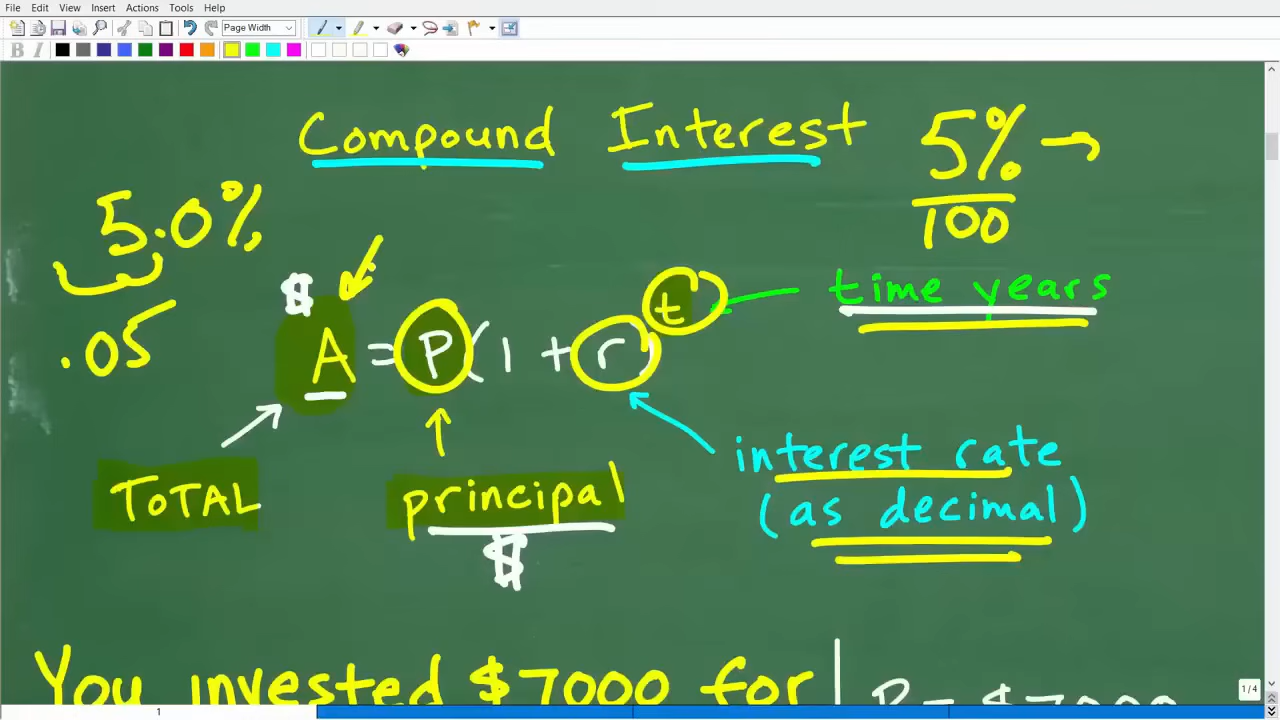 File Edit View Insert Actions Tools Help
Page Width
B I
Compound Interest
5% →
100
5.0%
.05
$
A = P(1 + r)^t
time years
TOTAL
principal
$
interest rate
(as decimal)
You invested $7000 for
P = $7000
1/4
1